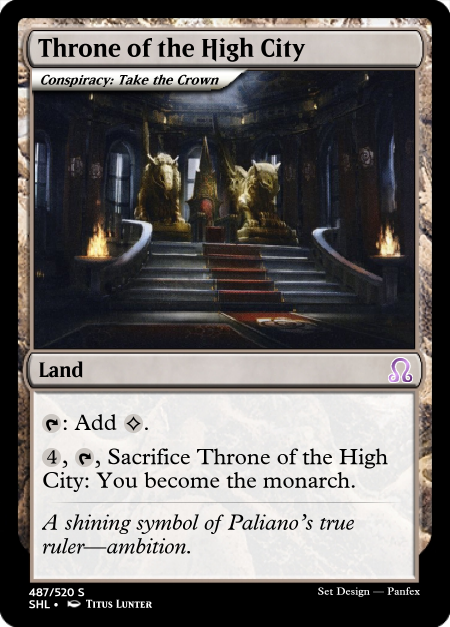 Throne of the High City
Conspiracy: Take the Crown
Land
: Add .
4, , Sacrifice Throne of the High
City: You become the monarch.
A shining symbol of Paliano's true
ruler—ambition.
487/520 S
Set Design — Panfex
SHL • Titus Lunter